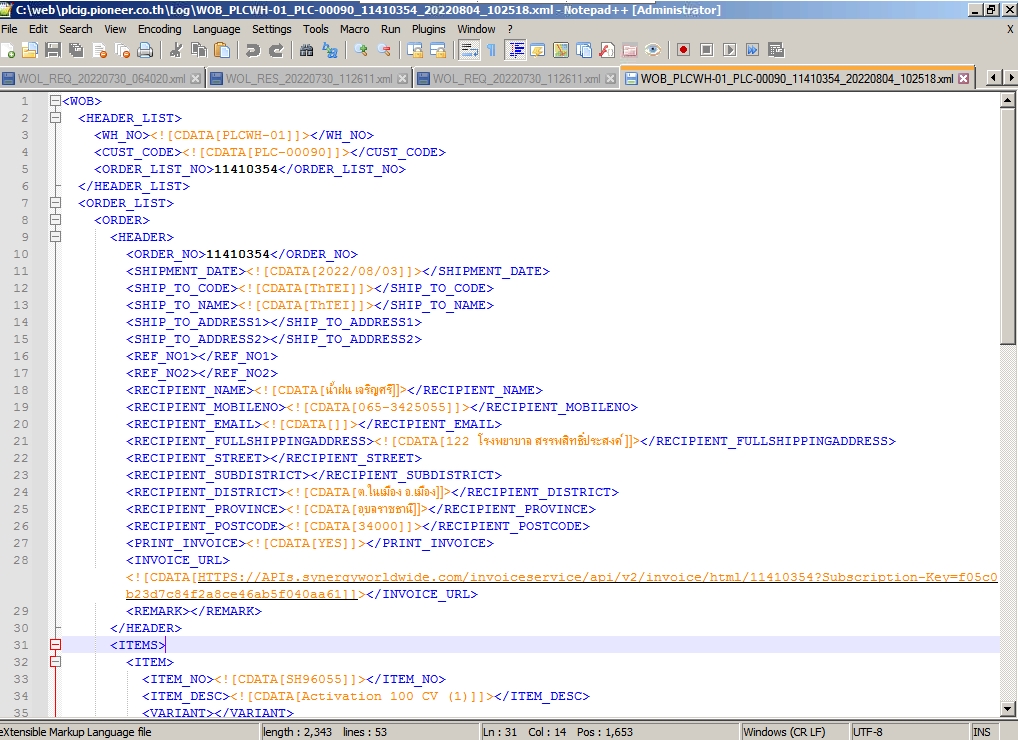 C:\web\plcig.pioneer.co.th\Log\WOB_PLCWH-01_PLC-00090_11410354_20220804_102518.xml - Notepad++ [Administrator]
File Edit Search View Encoding Language Settings Tools Macro Run Plugins Window ? X
WOL_REQ_20220730_064020.xml WOL_RES_20220730_112611.xml WOL_REQ_20220730_112611.xml WOB_PLCWH-01_PLC-00090_11410354_20220804_102518.xml
1 <WOB>
2 <HEADER_LIST>
3 <WH_NO><![CDATA[PLCWH-01]]></WH_NO>
4 <CUST_CODE><![CDATA[PLC-00090]]></CUST_CODE>
5 <ORDER_LIST_NO>11410354</ORDER_LIST_NO>
6 </HEADER_LIST>
7 <ORDER_LIST>
8 <ORDER>
9 <HEADER>
10 <ORDER_NO>11410354</ORDER_NO>
11 <SHIPMENT_DATE><![CDATA[2022/08/03]]></SHIPMENT_DATE>
12 <SHIP_TO_CODE><![CDATA[ThTEI]]></SHIP_TO_CODE>
13 <SHIP_TO_NAME><![CDATA[ThTEI]]></SHIP_TO_NAME>
14 <SHIP_TO_ADDRESS1></SHIP_TO_ADDRESS1>
15 <SHIP_TO_ADDRESS2></SHIP_TO_ADDRESS2>
16 <REF_NO1></REF_NO1>
17 <REF_NO2></REF_NO2>
18 <RECIPIENT_NAME><![CDATA[น้ำฝน เจริญศรี]]></RECIPIENT_NAME>
19 <RECIPIENT_MOBILENO><![CDATA[065-3425055]]></RECIPIENT_MOBILENO>
20 <RECIPIENT_EMAIL><![CDATA[]]></RECIPIENT_EMAIL>
21 <RECIPIENT_FULLSHIPPINGADDRESS><![CDATA[122 โรงพยาบาล สรรพสิทธิ์ประสงค์]]></RECIPIENT_FULLSHIPPINGADDRESS>
22 <RECIPIENT_STREET></RECIPIENT_STREET>
23 <RECIPIENT_SUBDISTRICT></RECIPIENT_SUBDISTRICT>
24 <RECIPIENT_DISTRICT><![CDATA[ต.ในเมือง อ.เมือง]]></RECIPIENT_DISTRICT>
25 <RECIPIENT_PROVINCE><![CDATA[อุบลราชธานี]]></RECIPIENT_PROVINCE>
26 <RECIPIENT_POSTCODE><![CDATA[34000]]></RECIPIENT_POSTCODE>
27 <PRINT_INVOICE><![CDATA[YES]]></PRINT_INVOICE>
28 <INVOICE_URL>
<![CDATA[HTTPS://APIs.synergyworldwide.com/invoiceservice/api/v2/invoice/html/11410354?Subscription-Key=f05c0
b23d7c84f2a8ce46ab5f040aa61]]></INVOICE_URL>
29 <REMARK></REMARK>
30 </HEADER>
31 <ITEMS>
32 <ITEM>
33 <ITEM_NO><![CDATA[SH96055]]></ITEM_NO>
34 <ITEM_DESC><![CDATA[Activation 100 CV (1)]]></ITEM_DESC>
35 <VARIANT></VARIANT>
eXtensible Markup Language file length : 2,343 lines : 53 Ln : 31 Col : 14 Pos : 1,653 Windows (CR LF) UTF-8 INS